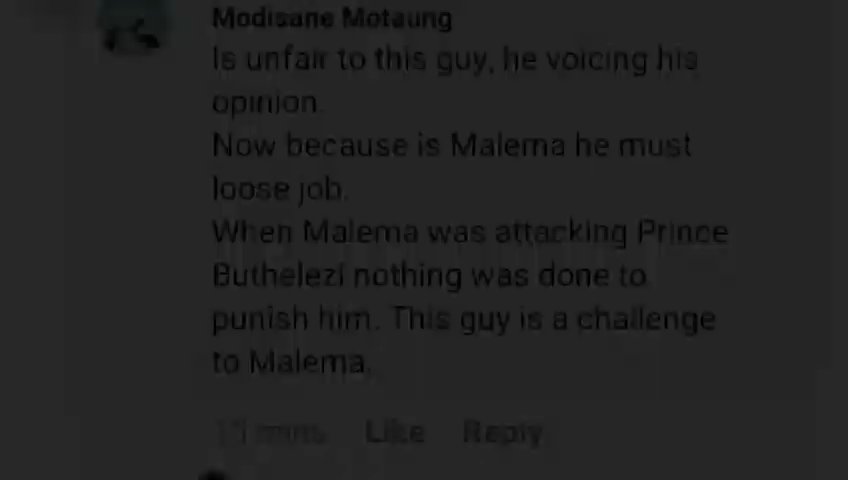 Modisane Motaung
Is unfair to this guy, he voicing his
opinion.
Now because is Malema he must
loose job.
When Malema was attacking Prince
Buthelezi nothing was done to
punish him. This guy is a challenge
to Malema.
mins Like Reply